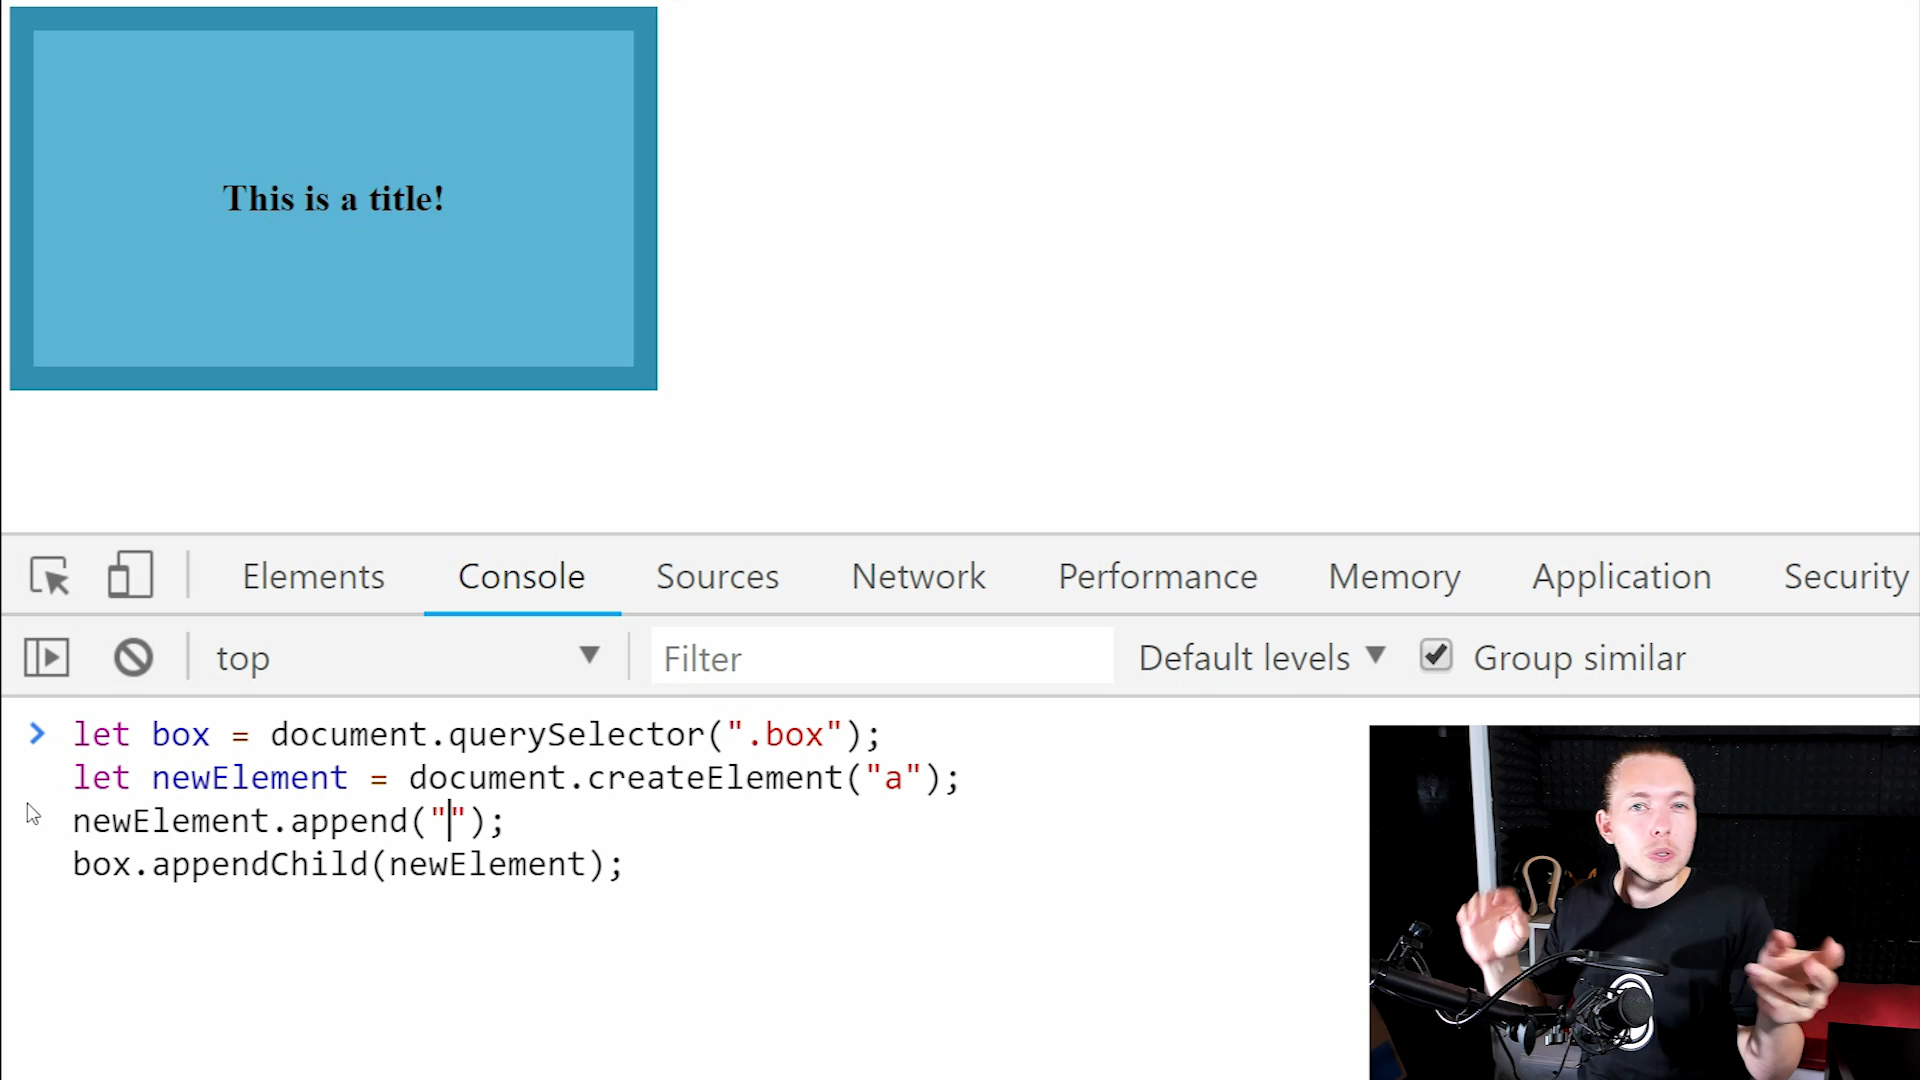 This is a title!
Elements Console Sources Network Performance Memory Application Security
top ▼ Filter Default levels ▼ Group similar
let box = document.querySelector(".box");
let newElement = document.createElement("a");
newElement.append("");
box.appendChild(newElement);